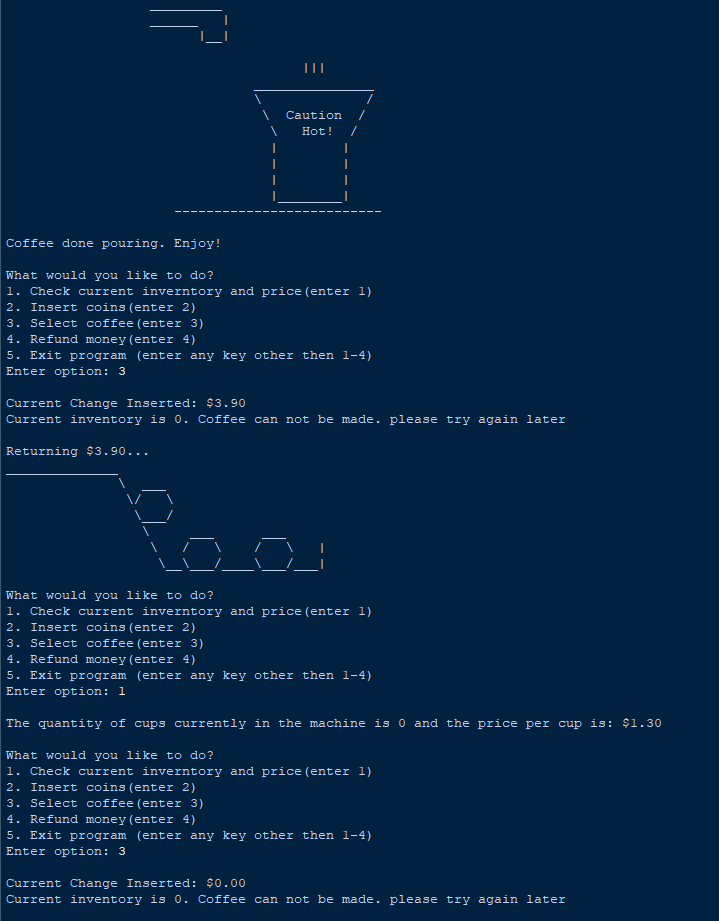 Caution
Hot!
Coffee done pouring. Enjoy!
What would you like to do?
1. Check current inverntory and price(enter 1)
2. Insert coins(enter 2)
3. Select coffee(enter 3)
4. Refund money(enter 4)
5. Exit program (enter any key other then 1-4)
Enter option: 3
Current Change Inserted: $3.90
Current inventory is 0. Coffee can not be made. please try again later
Returning $3.90...
What would you like to do?
1. Check current inverntory and price(enter 1)
2. Insert coins(enter 2)
3. Select coffee(enter 3)
4. Refund money(enter 4)
5. Exit program (enter any key other then 1-4)
Enter option: 1
The quantity of cups currently in the machine is 0 and the price per cup is: $1.30
What would you like to do?
1. Check current inverntory and price(enter 1)
2. Insert coins(enter 2)
3. Select coffee(enter 3)
4. Refund money(enter 4)
5. Exit program (enter any key other then 1-4)
Enter option: 3
Current Change Inserted: $0.00
Current inventory is 0. Coffee can not be made. please try again later